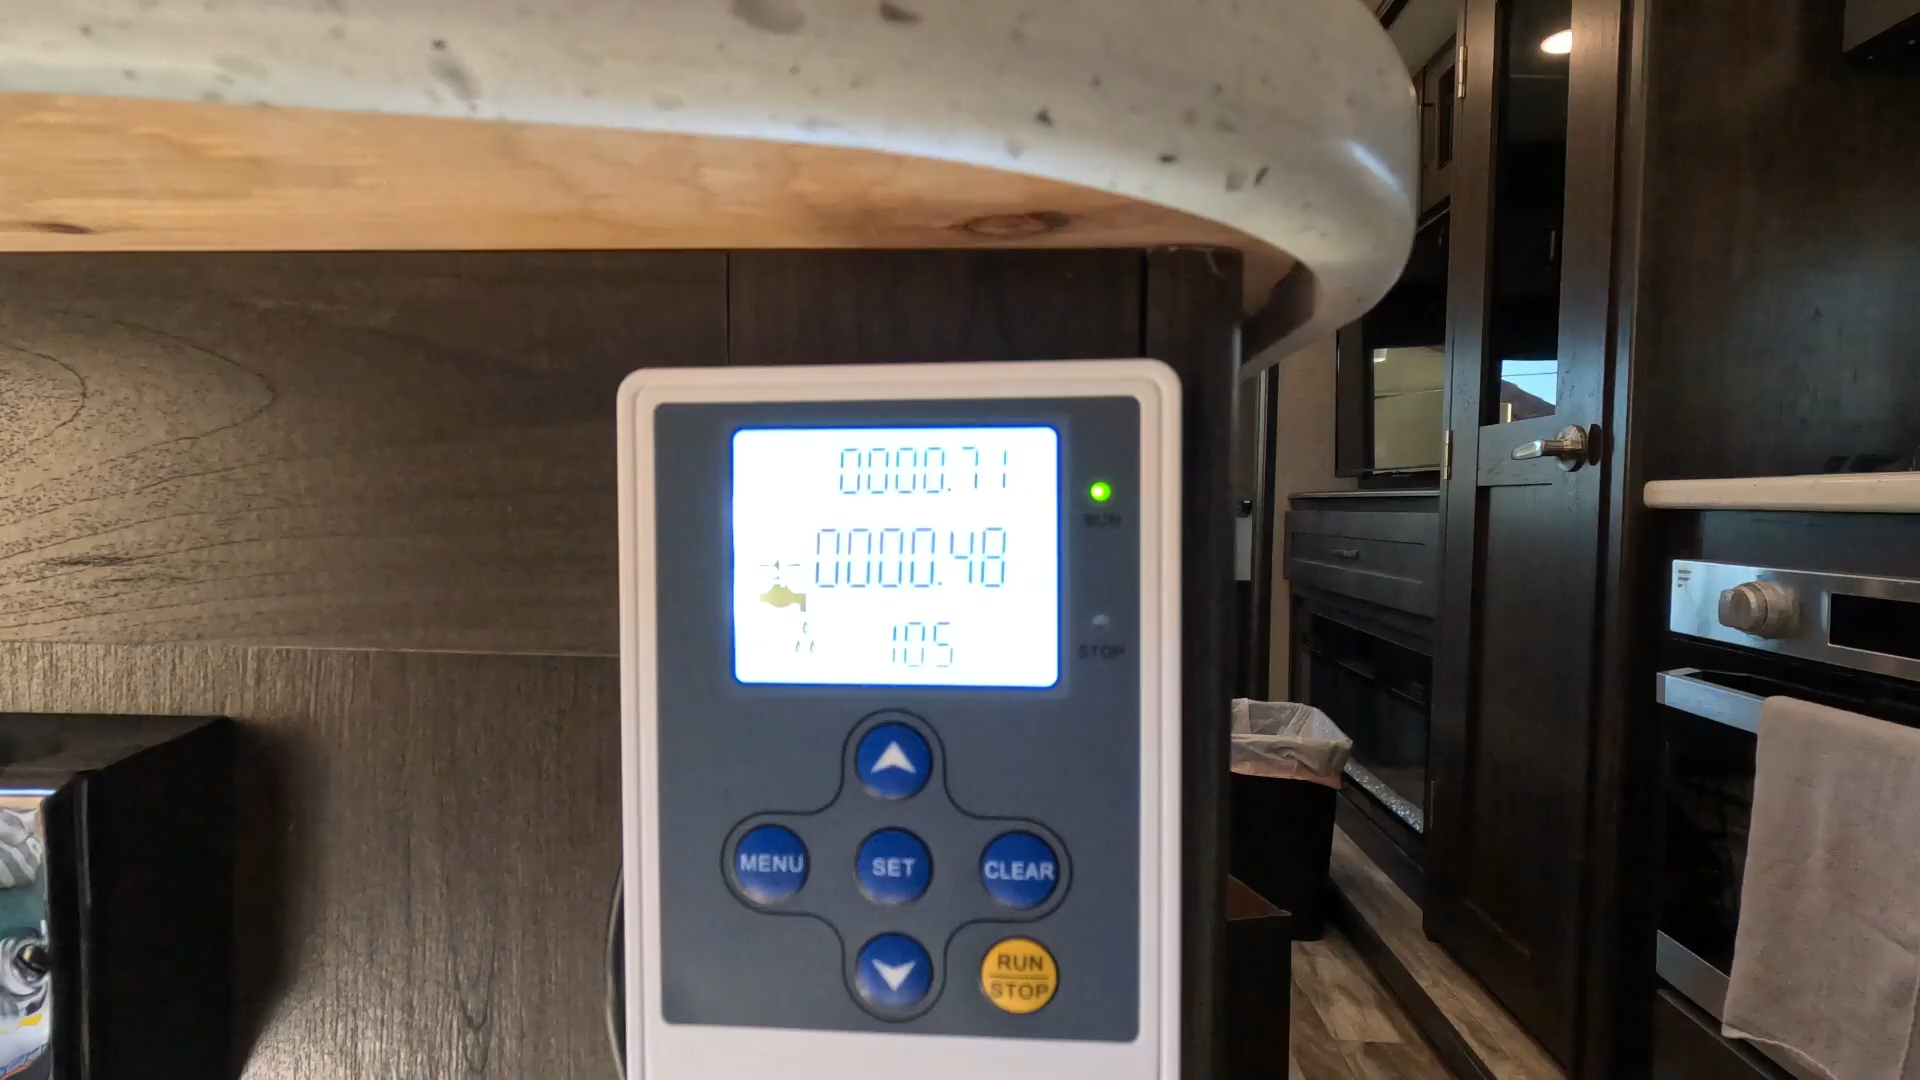 0000.71
RUN
0000.48
105
STOP
MENU
SET
CLEAR
RUN
STOP